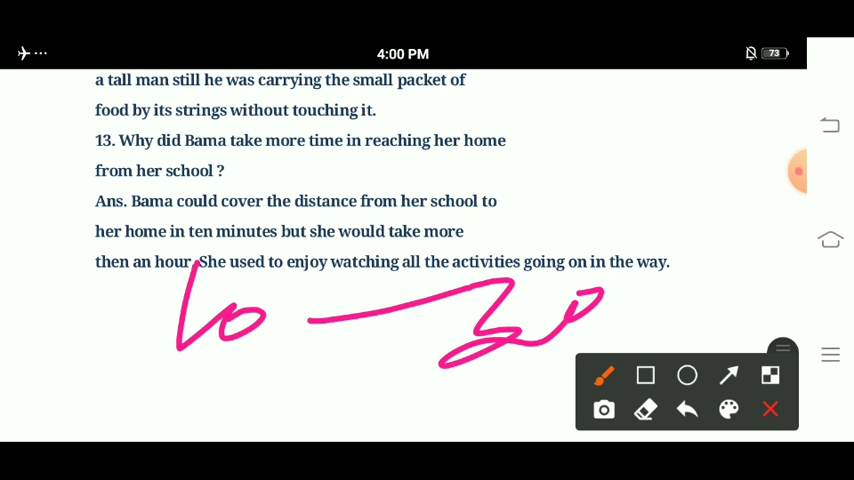 4:00 PM
73
a tall man still he was carrying the small packet of
food by its strings without touching it.
13. Why did Bama take more time in reaching her home
from her school ?
Ans. Bama could cover the distance from her school to
her home in ten minutes but she would take more
then an hour. She used to enjoy watching all the activities going on in the way.